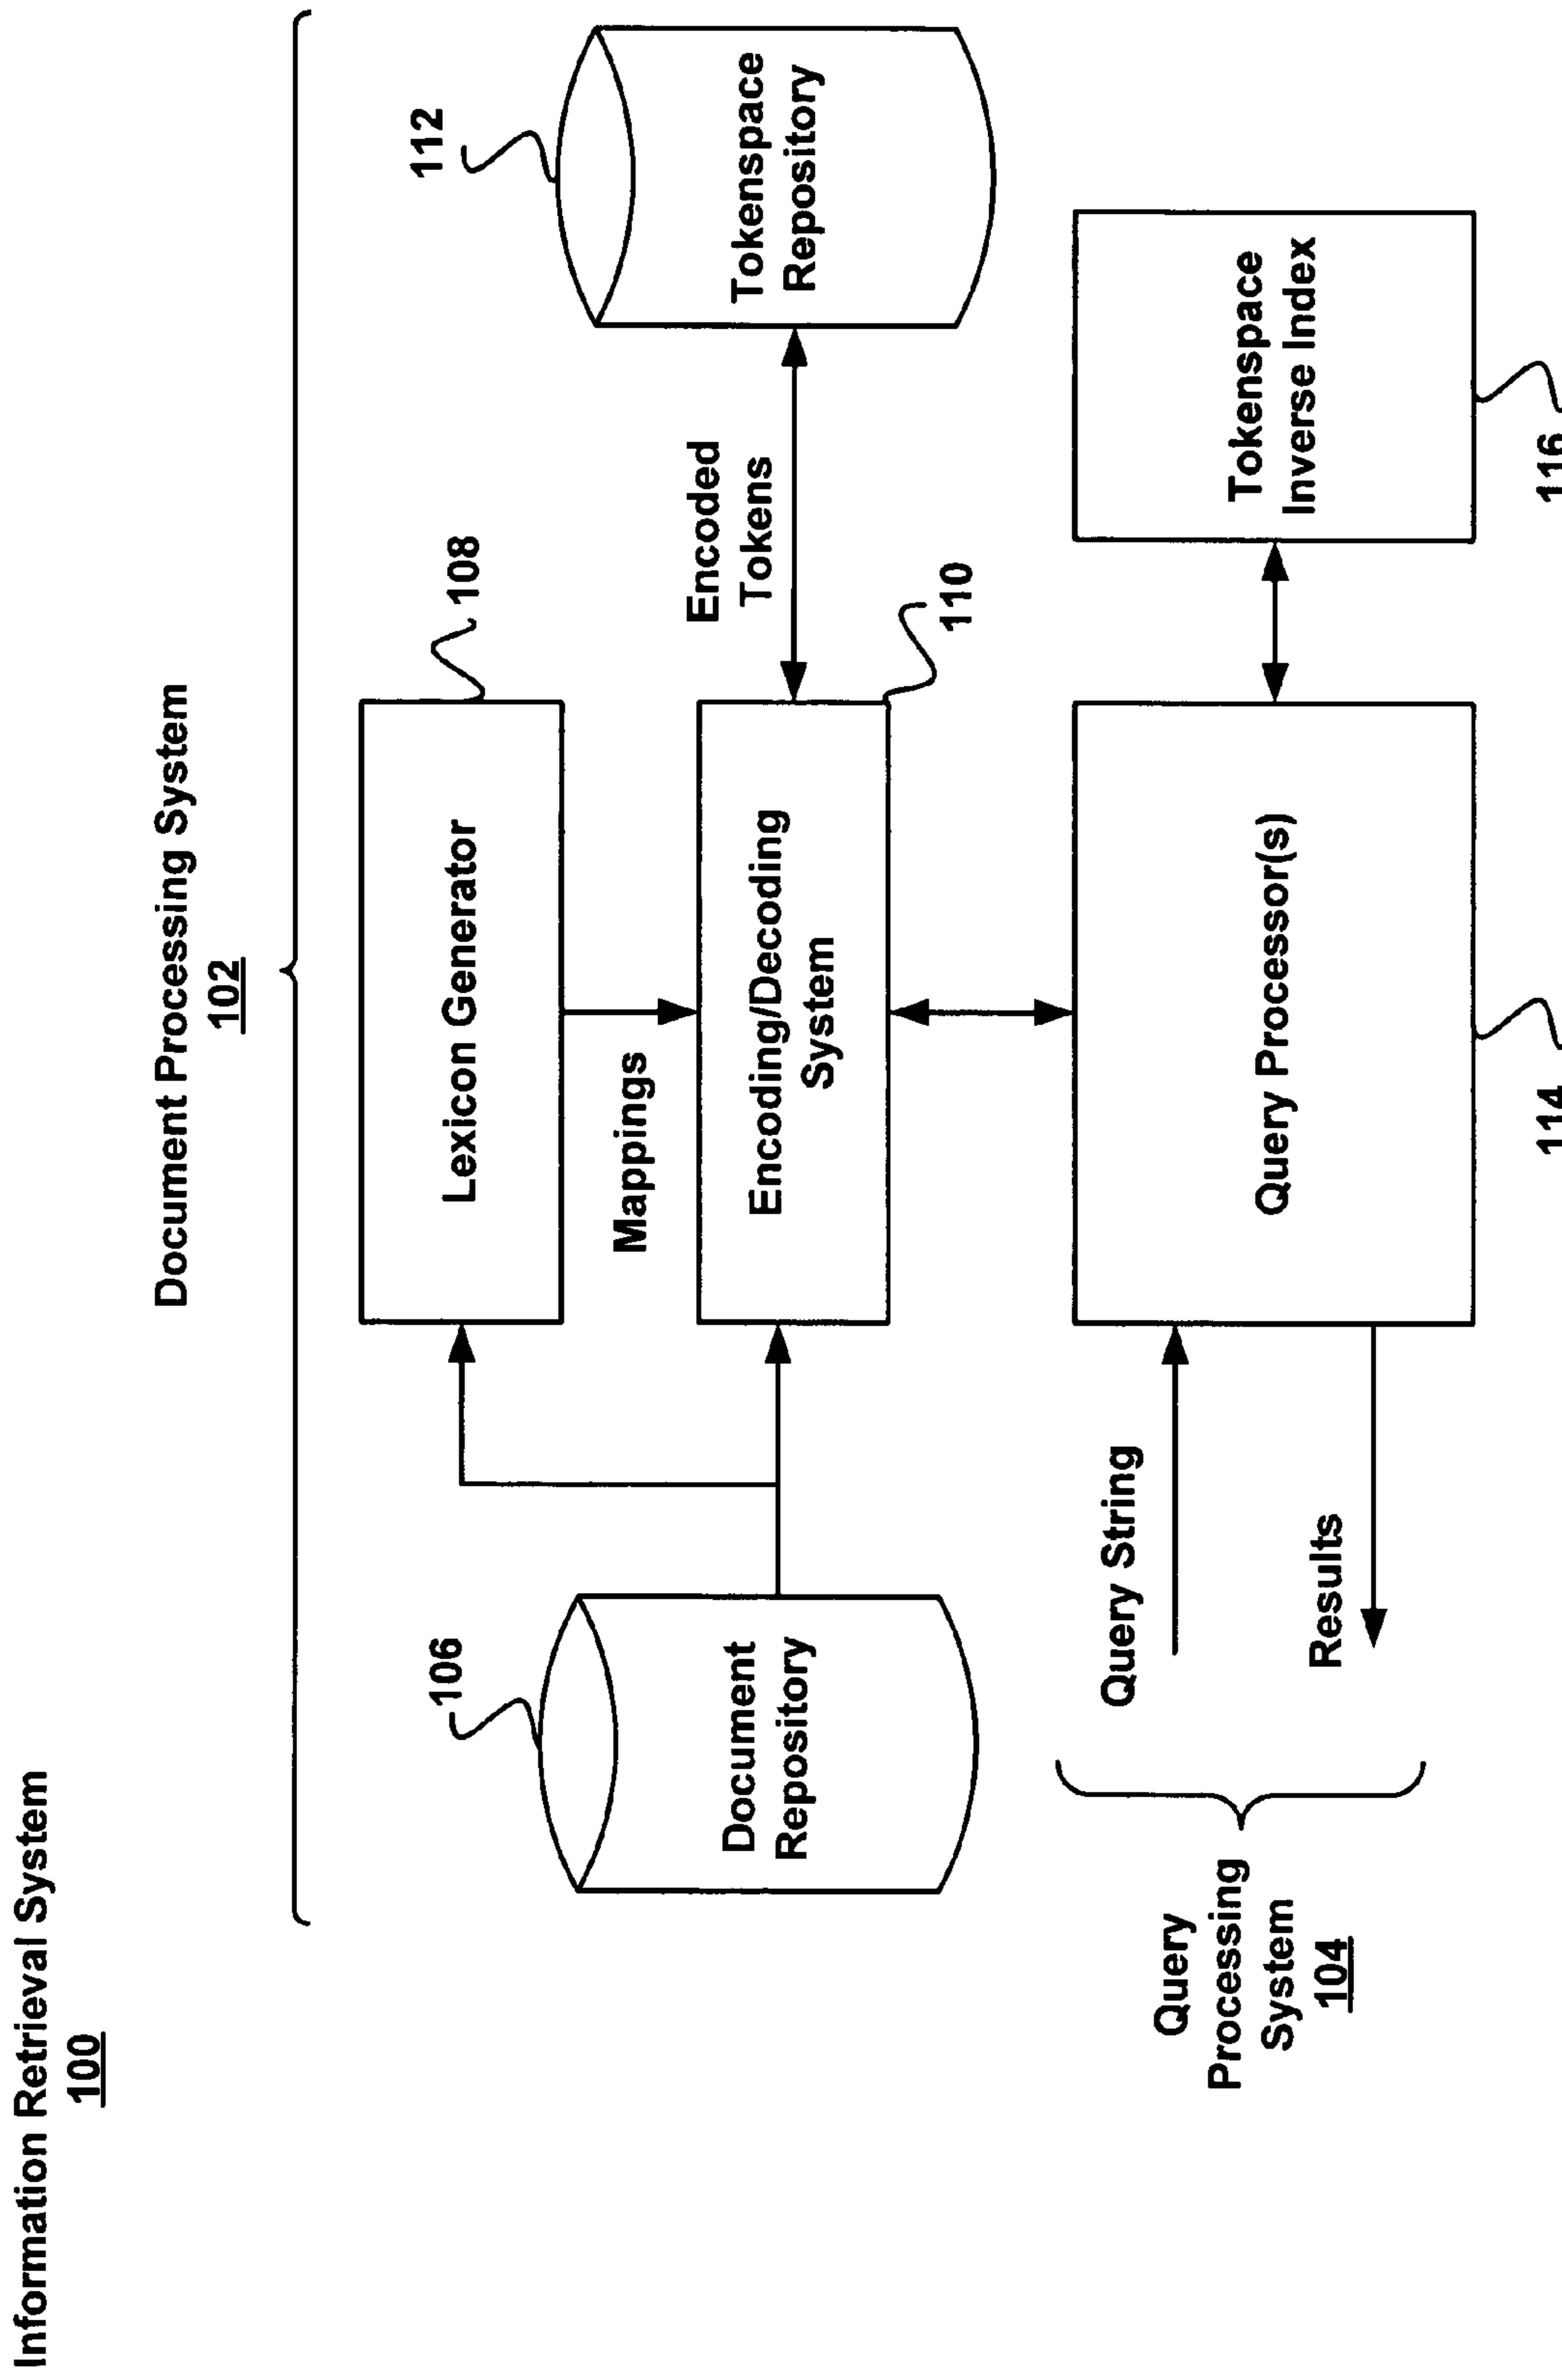 Information Retrieval System
100
Document Processing System
102
106
Document
Repository
Lexicon Generator
108
Mappings
Encoding/Decoding
System
110
Encoded
Tokens
112
Tokenspace
Repository
Query
Processing
System
104
Query String
Results
Query Processor(s)
114
Tokenspace
Inverse Index
116